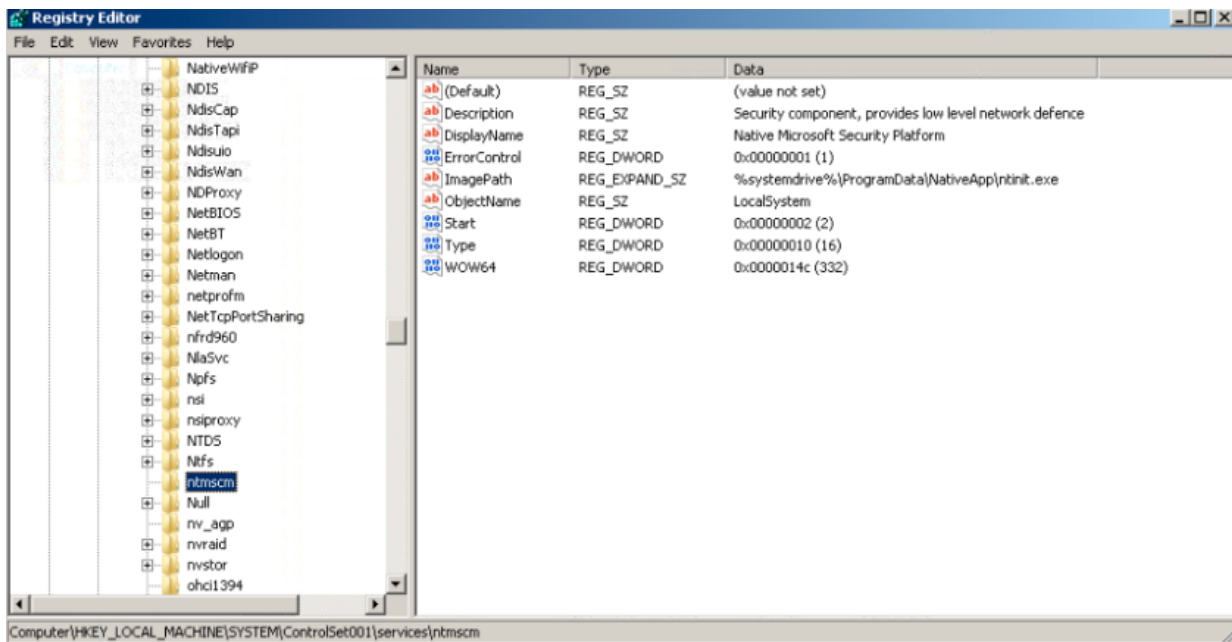 Registry Editor
File Edit View Favorites Help
NativeWifiP
NDIS
NdisCap
NdisTapi
Ndisuio
NdisWan
NDProxy
NetBIOS
NetBT
Netlogon
Netman
netprofm
NetTcpPortSharing
nfrd960
NlaSvc
Npfs
nsi
nsiproxy
NTDS
Ntfs
ntmscm
Null
nv_agp
nvraid
nvstor
ohci1394
Name Type Data
(Default) REG_SZ (value not set)
Description REG_SZ Security component, provides low level network defence
DisplayName REG_SZ Native Microsoft Security Platform
ErrorControl REG_DWORD 0x00000001 (1)
ImagePath REG_EXPAND_SZ %systemdrive%\ProgramData\NativeApp\ntinit.exe
ObjectName REG_SZ LocalSystem
Start REG_DWORD 0x00000002 (2)
Type REG_DWORD 0x00000010 (16)
WOW64 REG_DWORD 0x0000014c (332)
Computer\HKEY_LOCAL_MACHINE\SYSTEM\ControlSet001\services\ntmscm